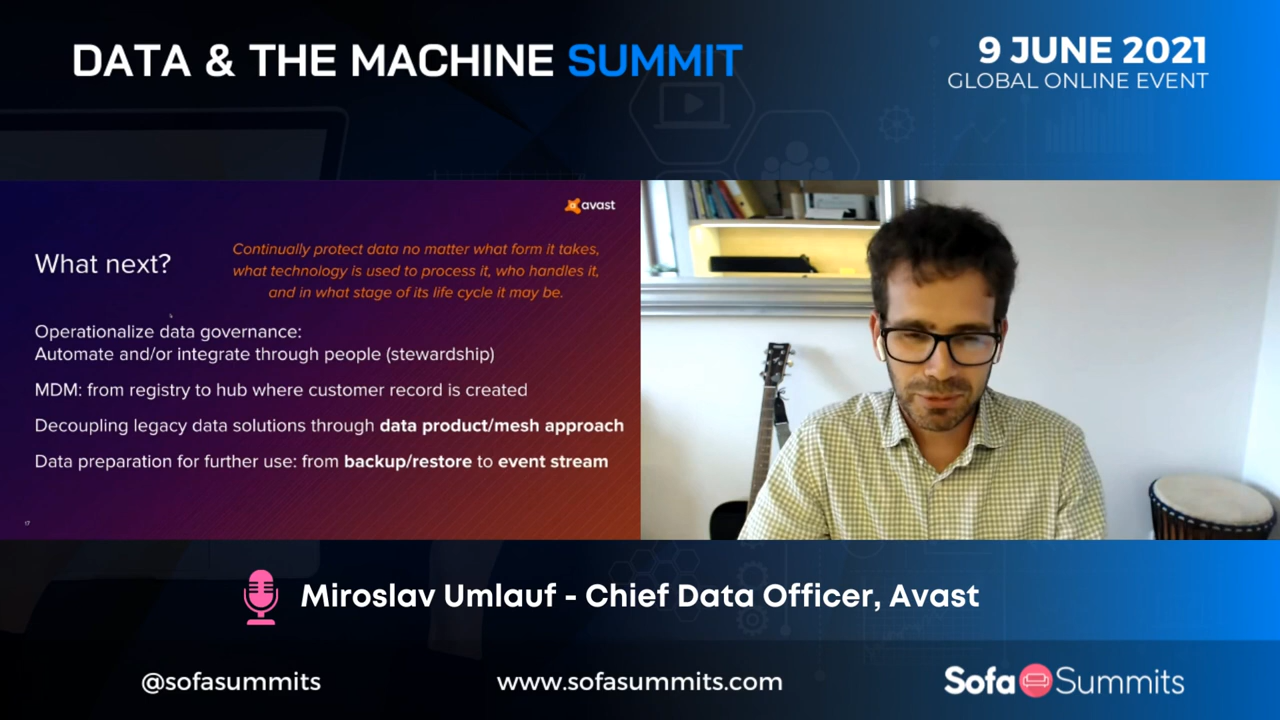 DATA & THE MACHINE SUMMIT
9 JUNE 2021
GLOBAL ONLINE EVENT
avast
What next?
Continually protect data no matter what form it takes,
what technology is used to process it, who handles it,
and in what stage of its life cycle it may be.
Operationalize data governance:
Automate and/or integrate through people (stewardship)
MDM: from registry to hub where customer record is created
Decoupling legacy data solutions through data product/mesh approach
Data preparation for further use: from backup/restore to event stream
17
Miroslav Umlauf - Chief Data Officer, Avast
@sofasummits
www.sofasummits.com
Sofa Summits